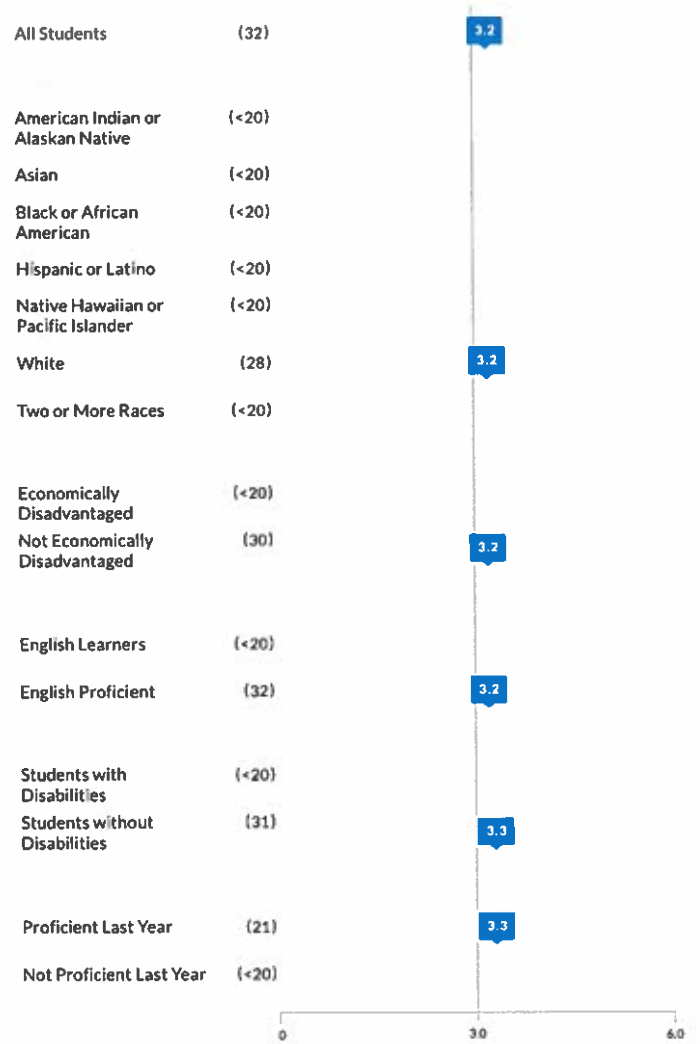 All Students (32) 3.2
American Indian or (<20)
Alaskan Native
Asian (<20)
Black or African (<20)
American
Hispanic or Latino (<20)
Native Hawaiian or (<20)
Pacific Islander
White (28) 3.2
Two or More Races (<20)
Economically (<20)
Disadvantaged
Not Economically (30) 3.2
Disadvantaged
English Learners (<20)
English Proficient (32) 3.2
Students with (<20)
Disabilities
Students without (31) 3.3
Disabilities
Proficient Last Year (21) 3.3
Not Proficient Last Year (<20)
0 3.0 6.0